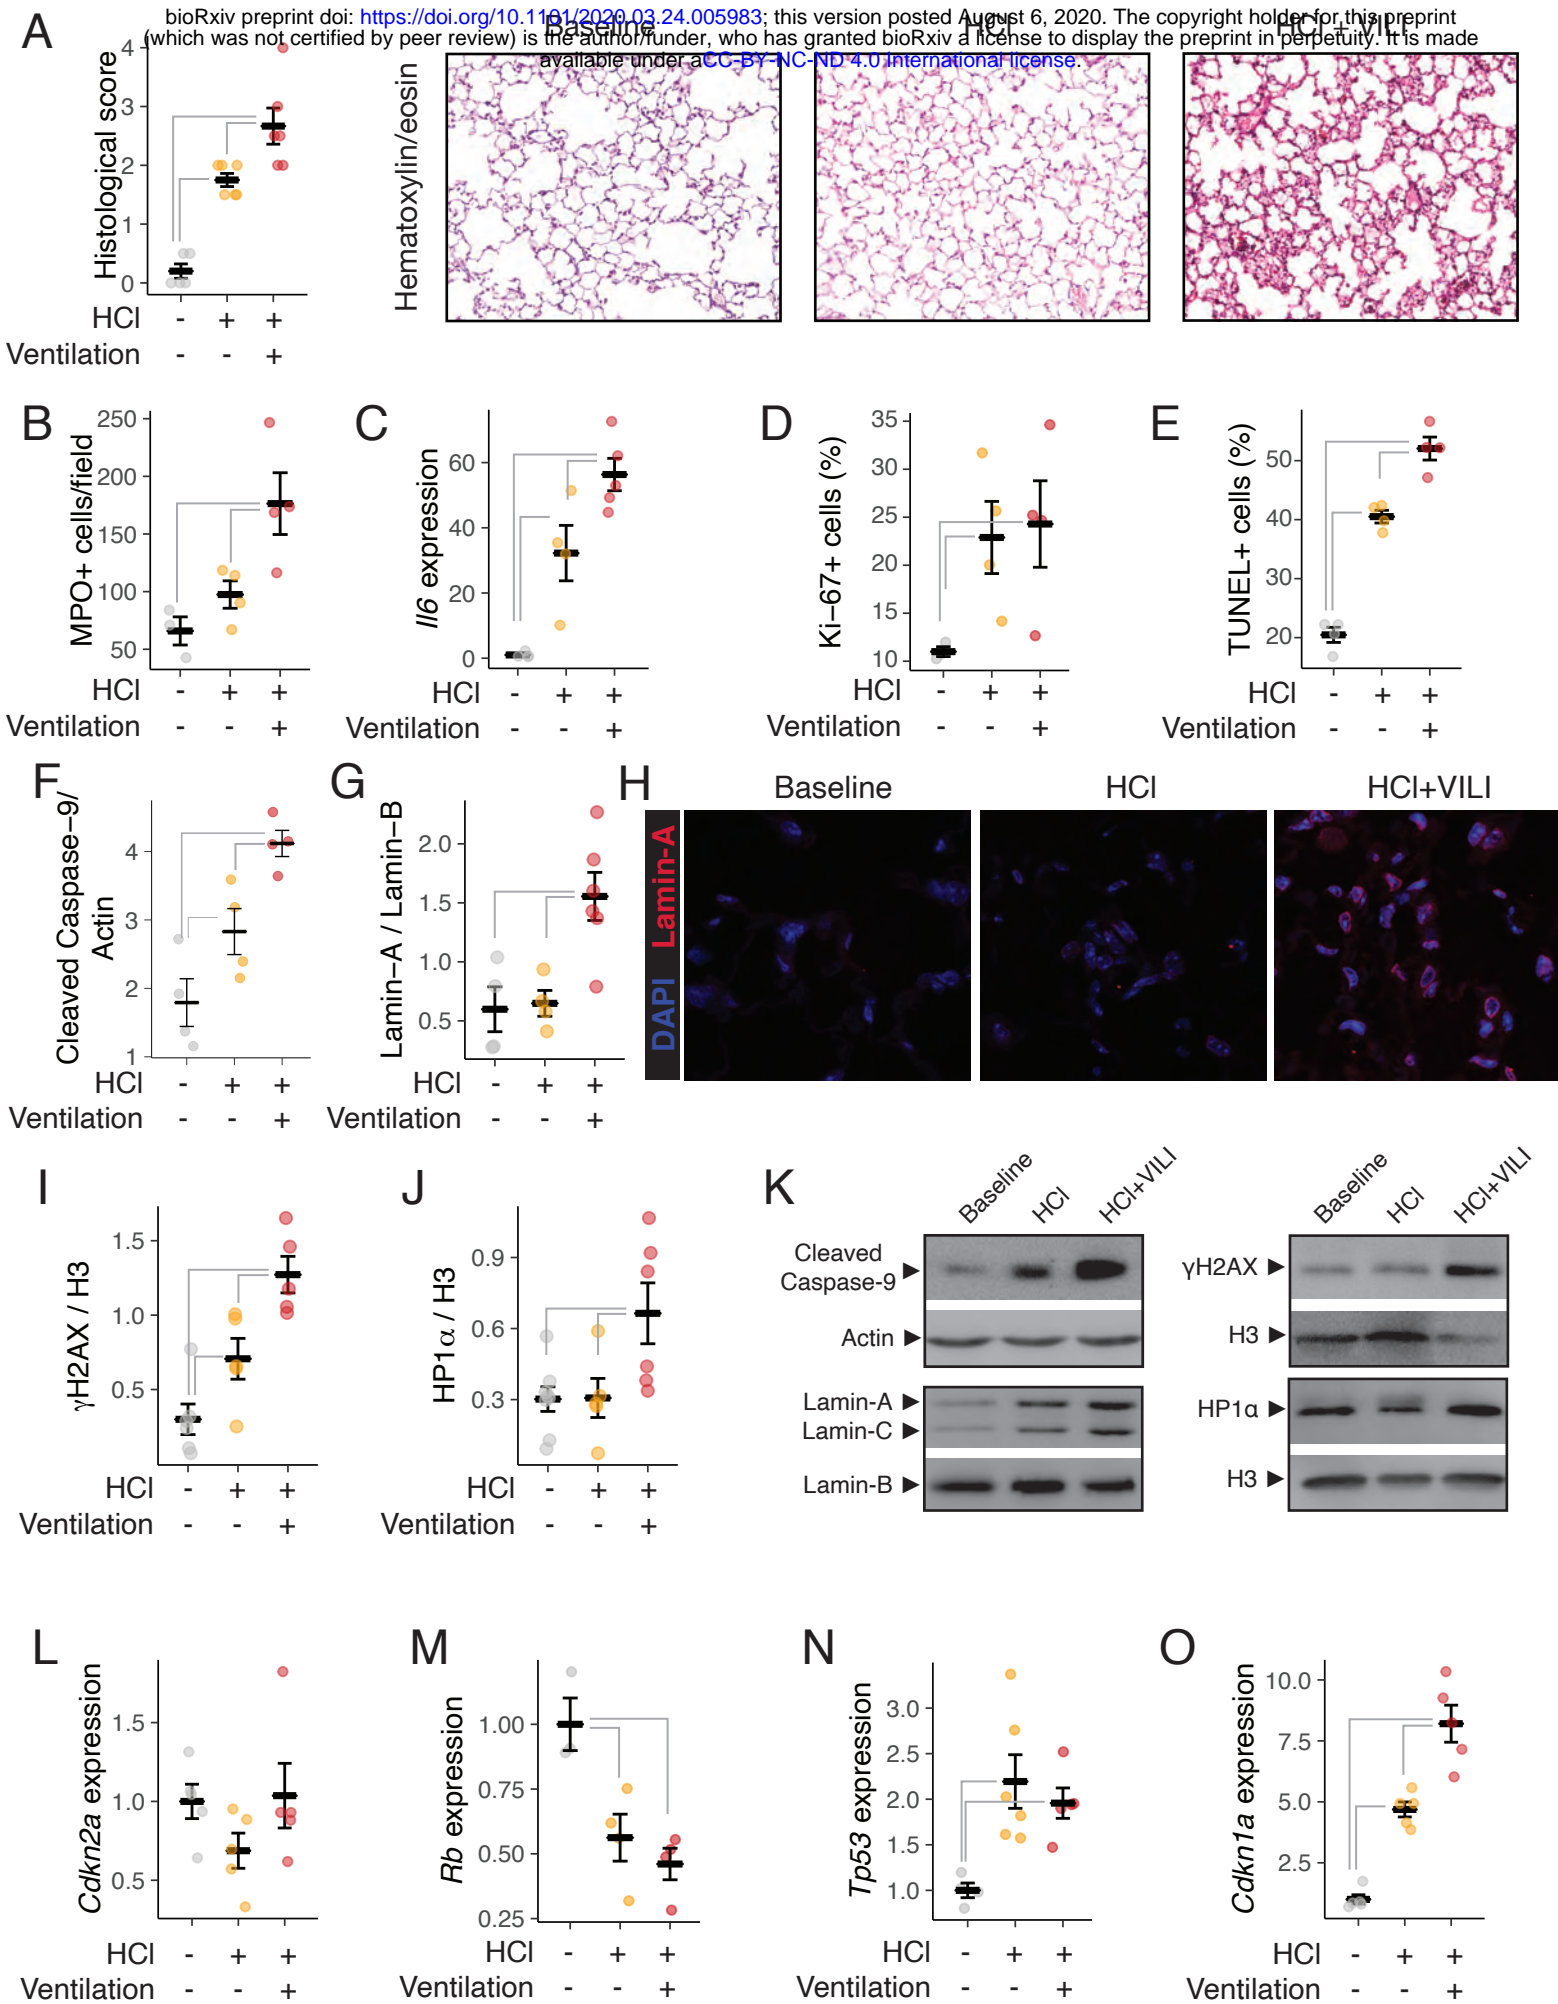 bioRxiv preprint doi: https://doi.org/10.1101/2020.03.24.005983; this version posted August 6, 2020. The copyright holder for this preprint
(which was not certified by peer review) is the author/funder, who has granted bioRxiv a license to display the preprint in perpetuity. It is made
available under aCC-BY-NC-ND 4.0 International license.
A
Baseline
HCl
HCl + VILI
Histological score
4
3
2
1
0
HCl - + +
Ventilation - - +
Hematoxylin/eosin
B
MPO+ cells/field
250
200
150
100
50
HCl - + +
Ventilation - - +
C
Il6 expression
60
40
20
0
HCl - + +
Ventilation - - +
D
Ki−67+ cells (%)
35
30
25
20
15
10
HCl - + +
Ventilation - - +
E
TUNEL+ cells (%)
50
40
30
20
HCl - + +
Ventilation - - +
F
Cleaved Caspase−9/
Actin
4
3
2
1
HCl - + +
Ventilation - - +
G
Lamin−A / Lamin−B
2.0
1.5
1.0
0.5
HCl - + +
Ventilation - - +
H
Baseline
HCl
HCl+VILI
DAPI Lamin-A
I
γH2AX / H3
1.5
1.0
0.5
HCl - + +
Ventilation - - +
J
HP1α / H3
0.9
0.6
0.3
HCl - + +
Ventilation - - +
K
Baseline
HCl
HCl+VILI
Cleaved
Caspase-9
Actin
Lamin-A
Lamin-C
Lamin-B
Baseline
HCl
HCl+VILI
γH2AX
H3
HP1α
H3
L
Cdkn2a expression
1.5
1.0
0.5
HCl - + +
Ventilation - - +
M
Rb expression
1.00
0.75
0.50
0.25
HCl - + +
Ventilation - - +
N
Tp53 expression
3.0
2.5
2.0
1.5
1.0
HCl - + +
Ventilation - - +
O
Cdkn1a expression
10.0
7.5
5.0
2.5
HCl - + +
Ventilation - - +